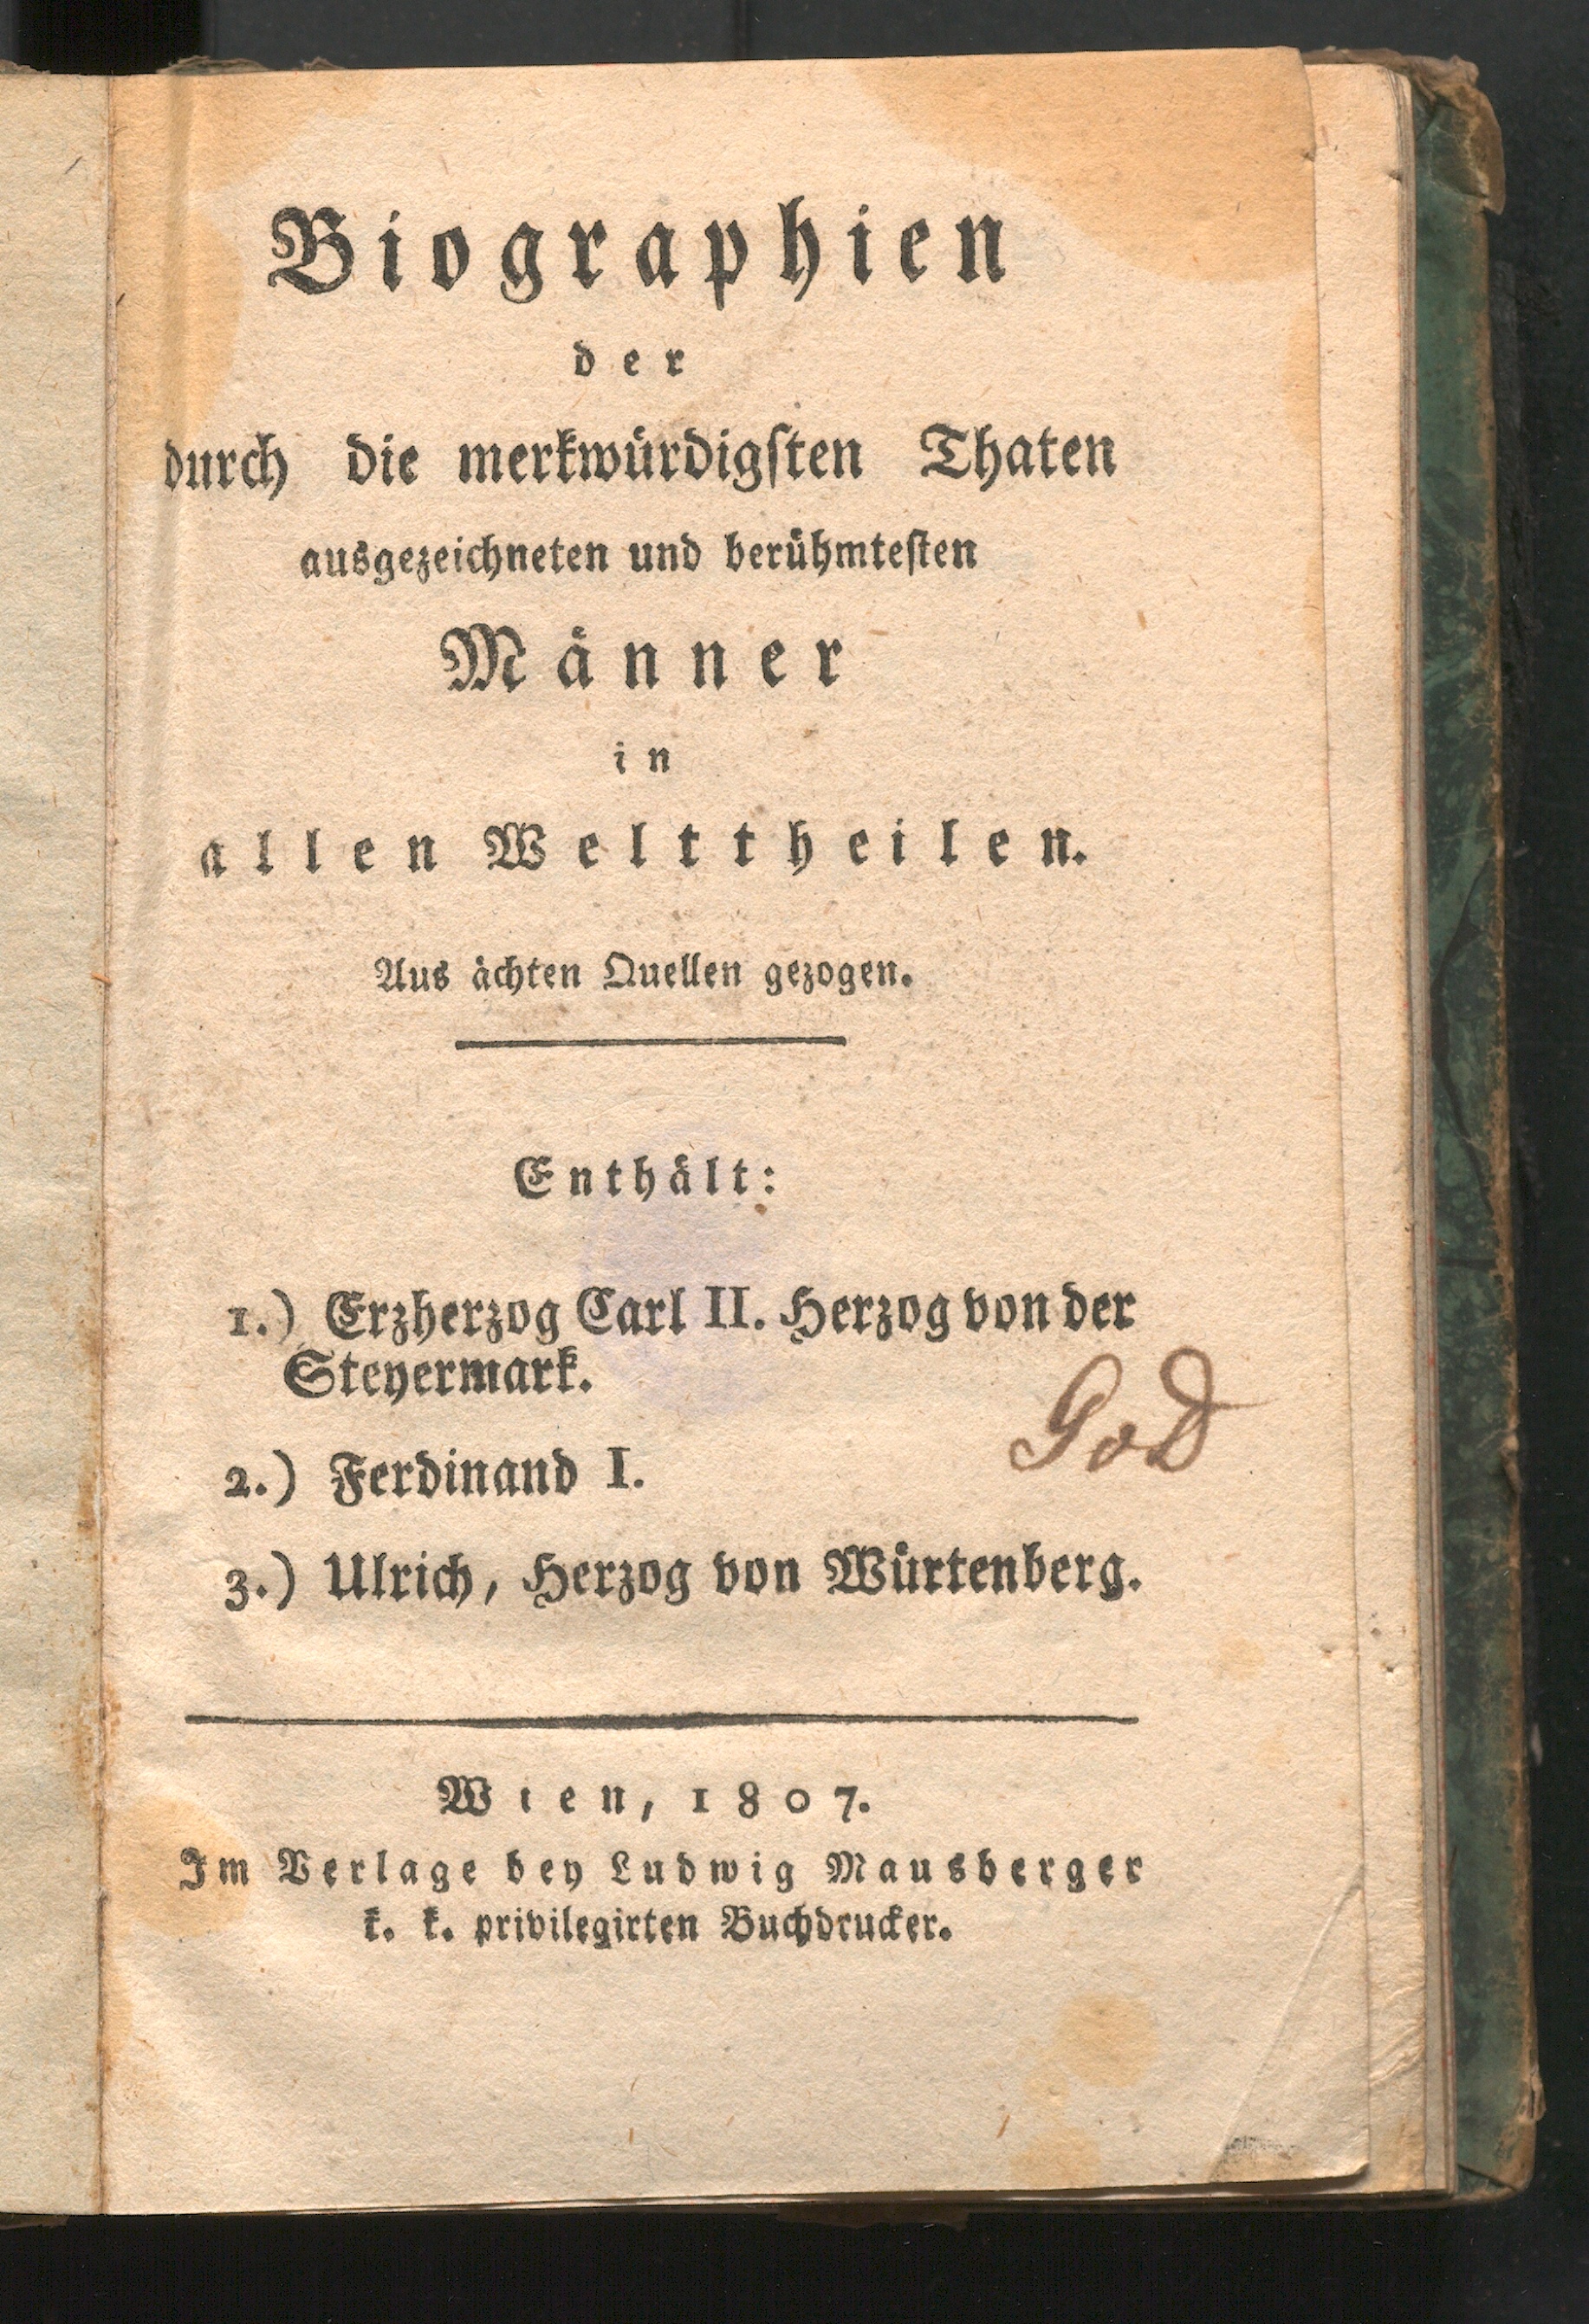 Biographien
der
durch die merkwürdigsten Thaten
ausgezeichneten und berühmtesten
Männer
in
allen Welttheilen.
Aus ächten Quellen gezogen.
Enthält:
1.) Erzherzog Carl II. Herzog von der
Steyermark.
God
2.) Ferdinand I.
3.) Ulrich, Herzog von Würtenberg.
Wien, 1807.
Im Verlage bey Ludwig Mausberger
k. k. privilegirten Buchdrucker.